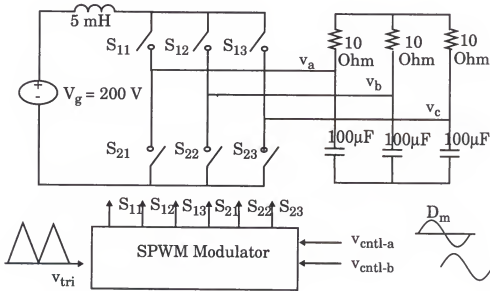 5 mH
S11 S12 S13
10 Ohm
10 Ohm
10 Ohm
va
vb
vc
+
-
Vg = 200 V
S21 S22 S23
100µF 100µF 100µF
S11 S12 S13 S21 S22 S23
SPWM Modulator
vtri
vcntl-a
vcntl-b
Dm